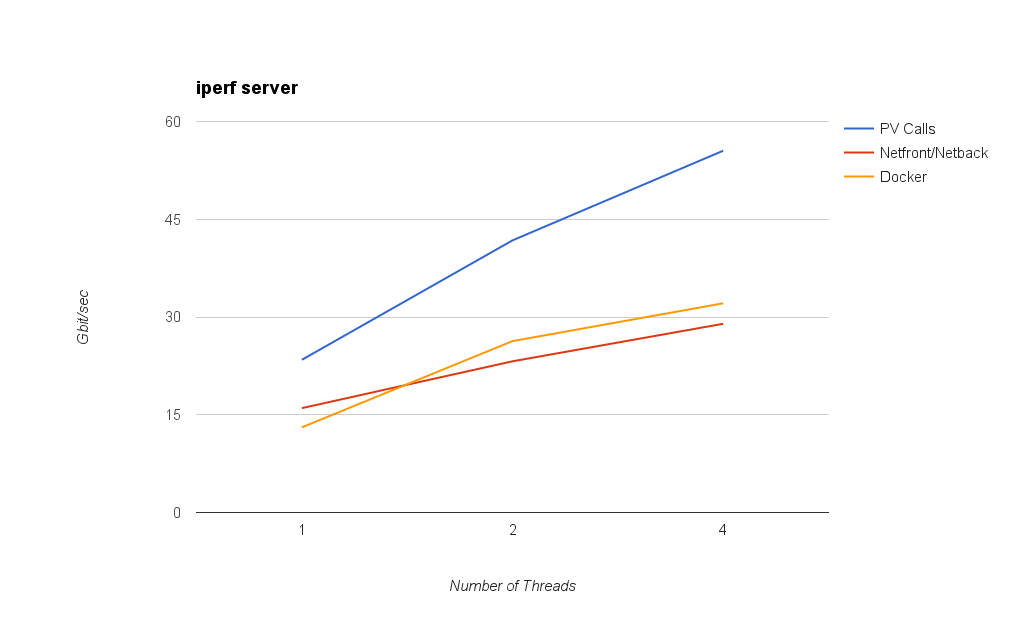 iperf server
60
45
30
15
0
Gbit/sec
1 2 4
Number of Threads
PV Calls
Netfront/Netback
Docker